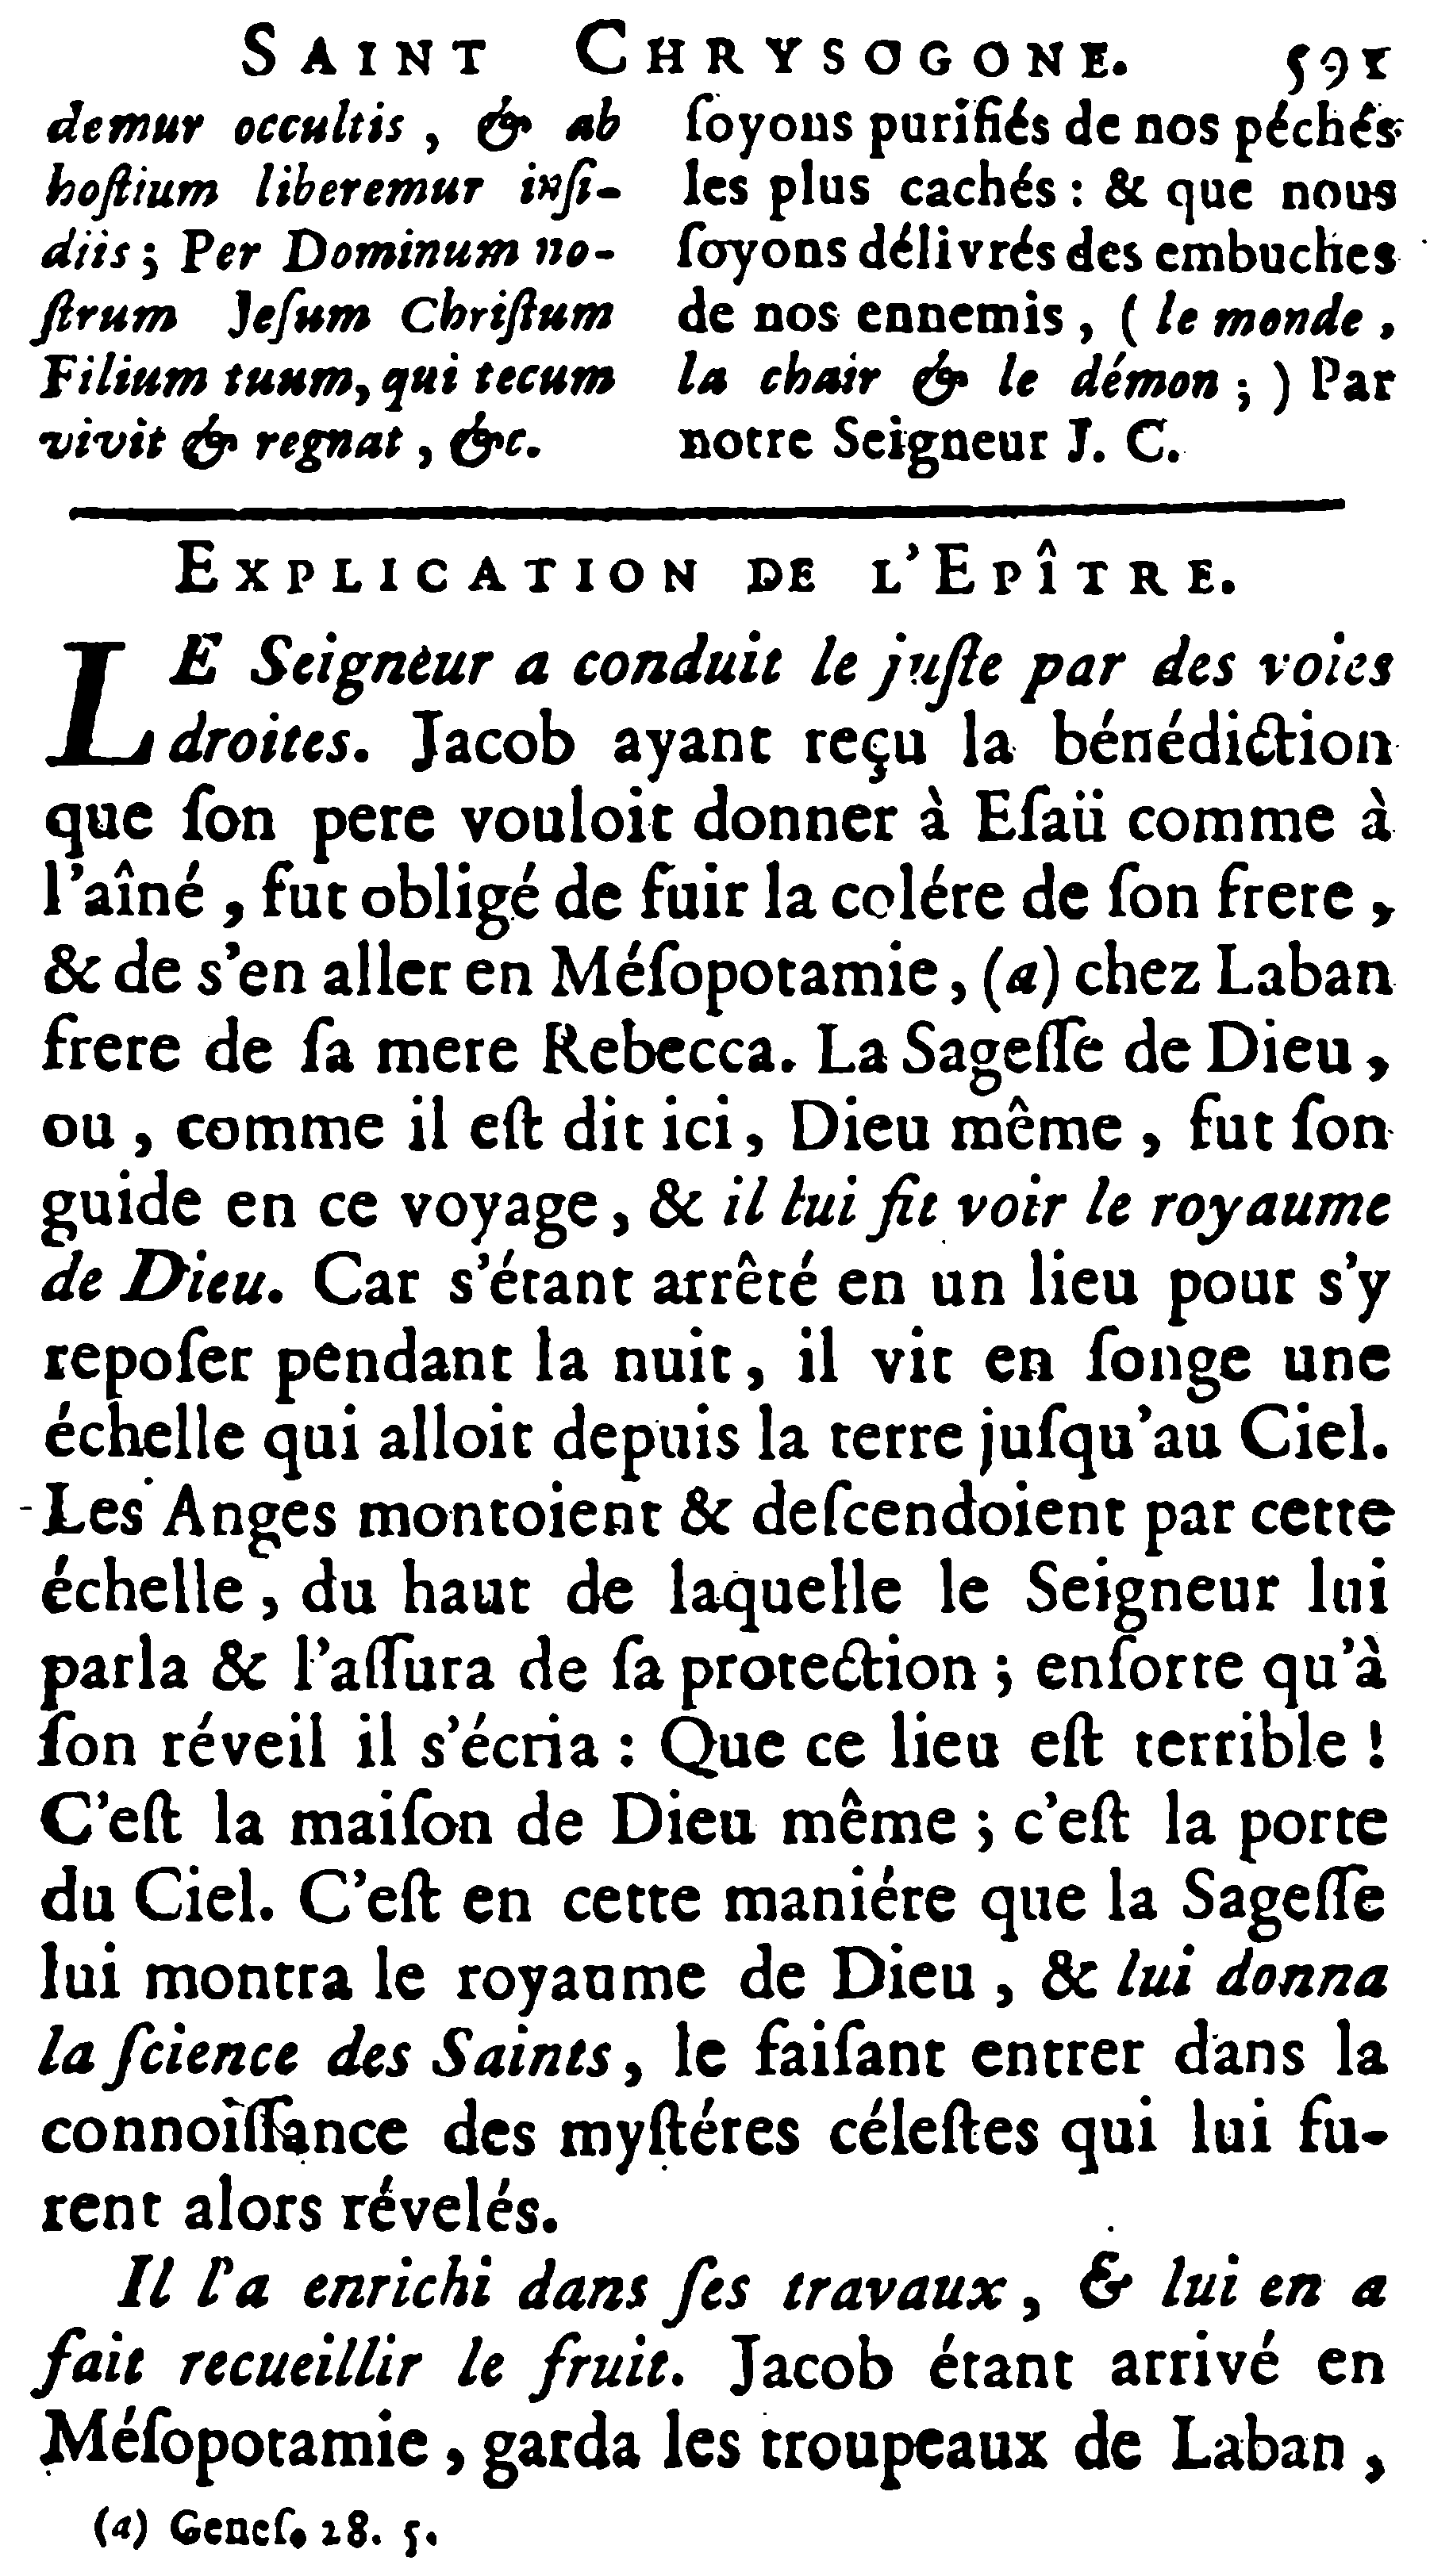 SAINT CHRYSOGONE. 591
demur occultis, & ab
hoſtium liberemur inſi-
diis; Per Dominum no-
ſtrum Jeſum Chriſtum
Filium tuum, qui tecum
vivit & regnat, &c.
ſoyons purifiés de nos péchés
les plus cachés : & que nous
ſoyons délivrés des embuches
de nos ennemis, (le monde,
la chair & le démon ; ) Par
notre Seigneur J. C.
EXPLICATION DE L'EPÎTRE.
LE Seigneur a conduit le juſte par des voies
droites. Jacob ayant reçu la bénédiction
que ſon pere vouloit donner à Eſaü comme à
l'aîné, fut obligé de fuir la colére de ſon frere,
& de s'en aller en Méſopotamie, (a) chez Laban
frere de ſa mere Rebecca. La Sageſſe de Dieu,
ou, comme il eſt dit ici, Dieu même, fut ſon
guide en ce voyage, & il lui fit voir le royaume
de Dieu. Car s'étant arrêté en un lieu pour s'y
repoſer pendant la nuit, il vit en ſonge une
échelle qui alloit depuis la terre juſqu'au Ciel.
Les Anges montoient & deſcendoient par cette
échelle, du haut de laquelle le Seigneur lui
parla & l'aſſura de ſa protection ; enſorte qu'à
ſon réveil il s'écria : Que ce lieu eſt terrible !
C'eſt la maiſon de Dieu même ; c'eſt la porte
du Ciel. C'eſt en cette maniére que la Sageſſe
lui montra le royaume de Dieu, & lui donna
la ſcience des Saints, le faiſant entrer dans la
connoiſſance des myſtéres céleſtes qui lui fu-
rent alors révelés.
Il l'a enrichi dans ſes travaux, & lui en a
fait recueillir le fruit. Jacob étant arrivé en
Méſopotamie, garda les troupeaux de Laban,
(a) Geneſ. 28. 5.